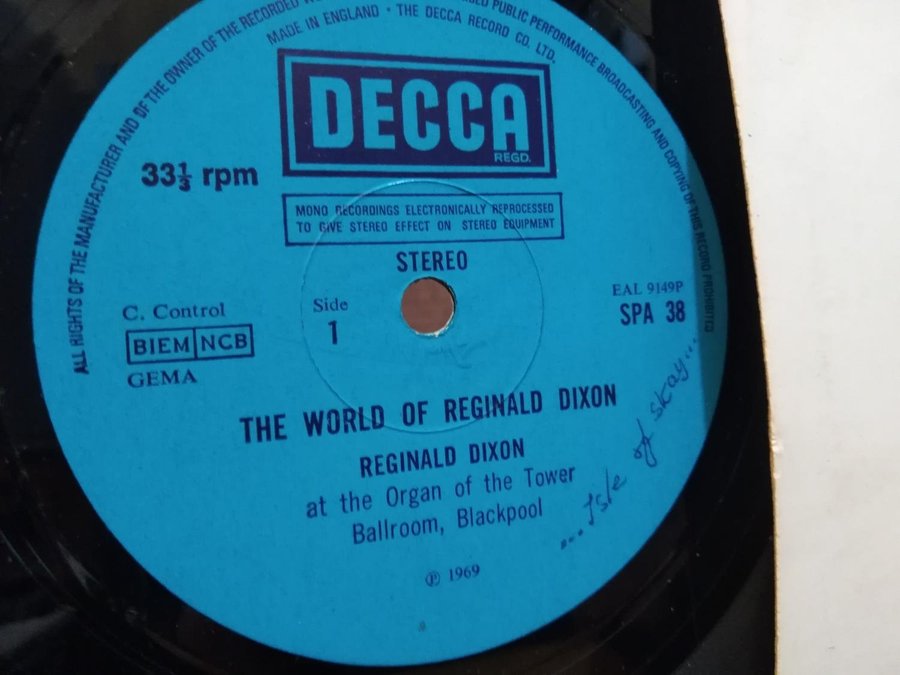 ALL RIGHTS OF THE MANUFACTURER AND OF THE OWNER OF THE RECORDED
PUBLIC PERFORMANCE BROADCASTING AND COPYING OF THIS RECORD PROHIBITED
MADE IN ENGLAND · THE DECCA RECORD CO. LTD.
DECCA
REGD.
33⅓ rpm
MONO RECORDINGS ELECTRONICALLY REPROCESSED
TO GIVE STEREO EFFECT ON STEREO EQUIPMENT
STEREO
C. Control
BIEM NCB
GEMA
Side
1
EAL 9149P
SPA 38
THE WORLD OF REGINALD DIXON
REGINALD DIXON
at the Organ of the Tower
Ballroom, Blackpool
...Isle of skay...
℗ 1969